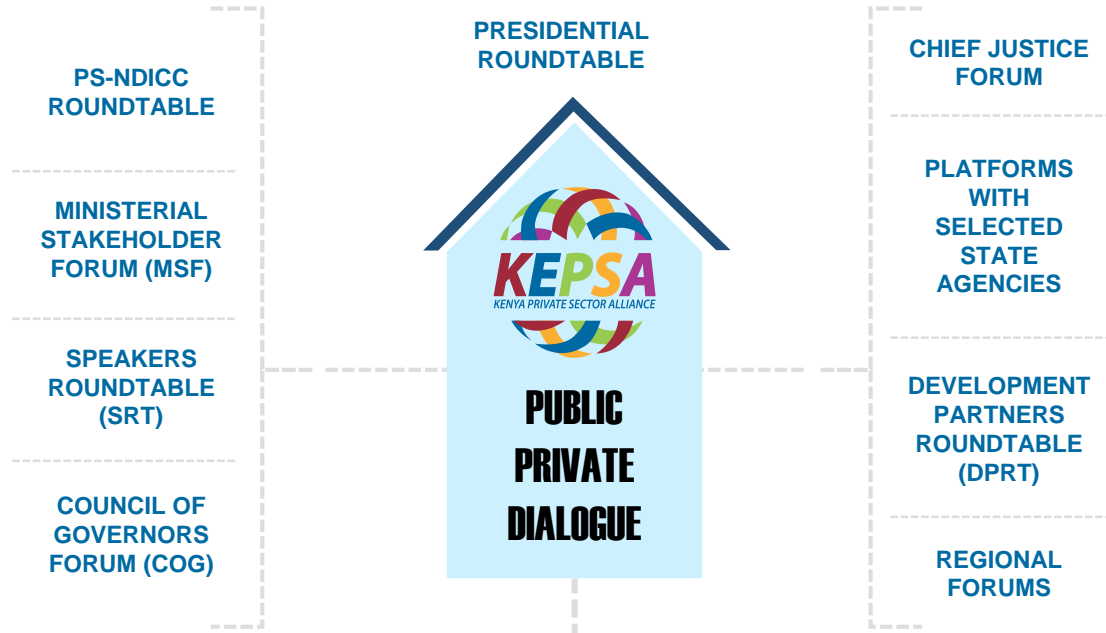 PS-NDICC
ROUNDTABLE
MINISTERIAL
STAKEHOLDER
FORUM (MSF)
SPEAKERS
ROUNDTABLE
(SRT)
COUNCIL OF
GOVERNORS
FORUM (COG)
PRESIDENTIAL
ROUNDTABLE
KEPSA
KENYA PRIVATE SECTOR ALLIANCE
PUBLIC
PRIVATE
DIALOGUE
CHIEF JUSTICE
FORUM
PLATFORMS
WITH
SELECTED
STATE
AGENCIES
DEVELOPMENT
PARTNERS
ROUNDTABLE
(DPRT)
REGIONAL
FORUMS